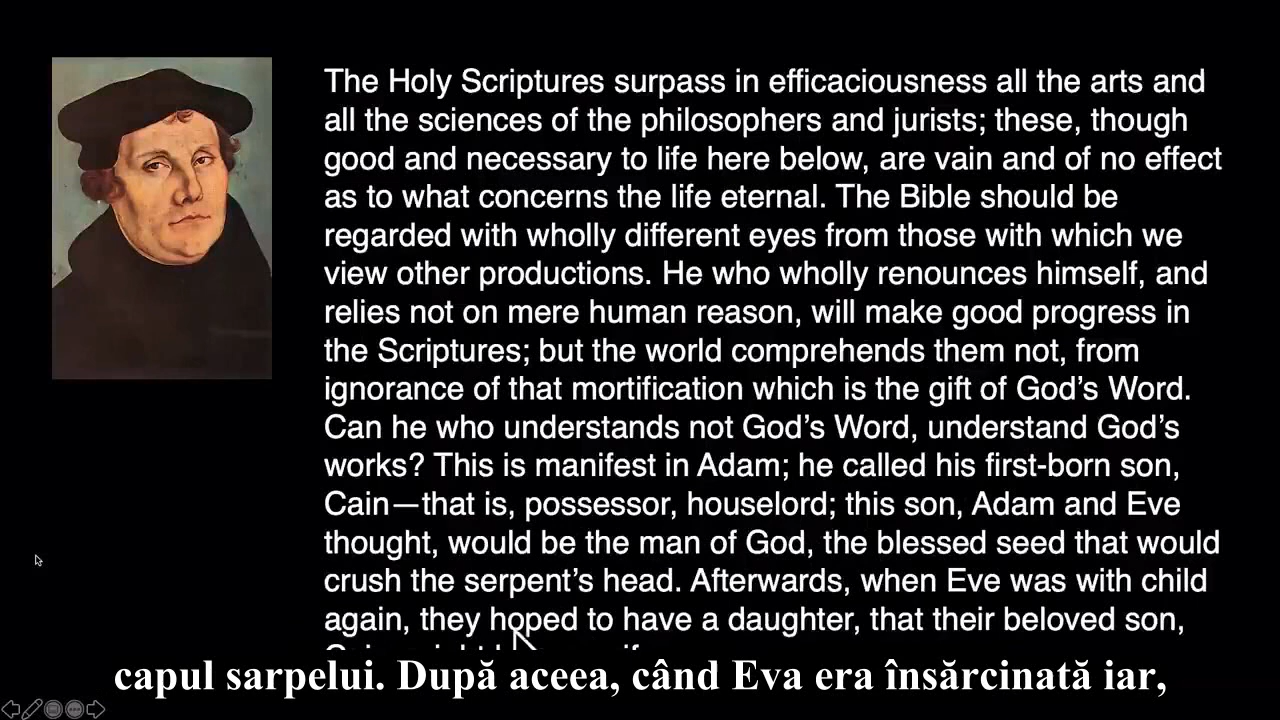 The Holy Scriptures surpass in efficaciousness all the arts and
all the sciences of the philosophers and jurists; these, though
good and necessary to life here below, are vain and of no effect
as to what concerns the life eternal. The Bible should be
regarded with wholly different eyes from those with which we
view other productions. He who wholly renounces himself, and
relies not on mere human reason, will make good progress in
the Scriptures; but the world comprehends them not, from
ignorance of that mortification which is the gift of God’s Word.
Can he who understands not God’s Word, understand God’s
works? This is manifest in Adam; he called his first-born son,
Cain—that is, possessor, houselord; this son, Adam and Eve
thought, would be the man of God, the blessed seed that would
crush the serpent’s head. Afterwards, when Eve was with child
again, they hoped to have a daughter, that their beloved son,
capul sarpelui. După aceea, când Eva era însărcinată iar,